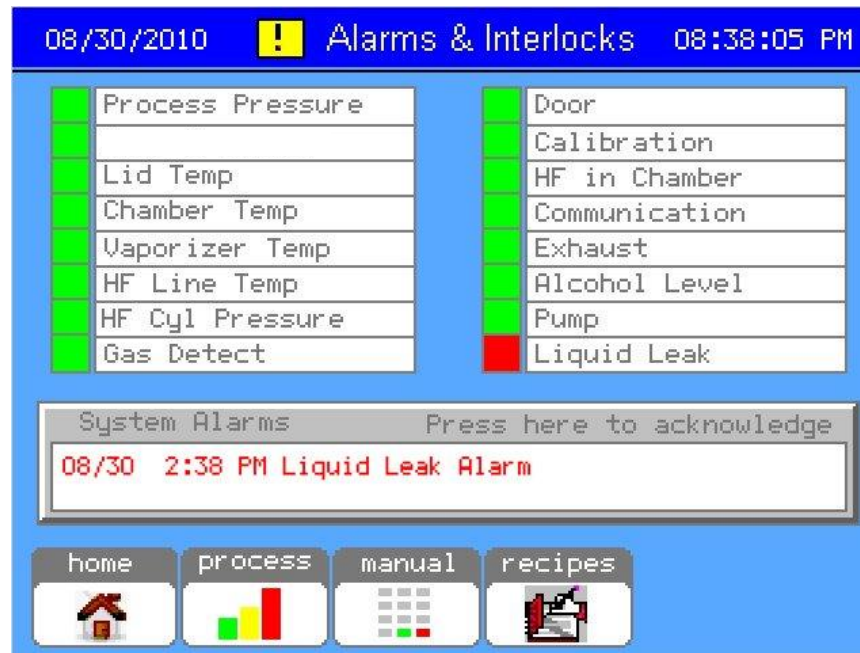 08/30/2010 ! Alarms & Interlocks 08:38:05 PM
Process Pressure
Lid Temp
Chamber Temp
Vaporizer Temp
HF Line Temp
HF Cyl Pressure
Gas Detect
Door
Calibration
HF in Chamber
Communication
Exhaust
Alcohol Level
Pump
Liquid Leak
System Alarms Press here to acknowledge
08/30 2:38 PM Liquid Leak Alarm
home process manual recipes